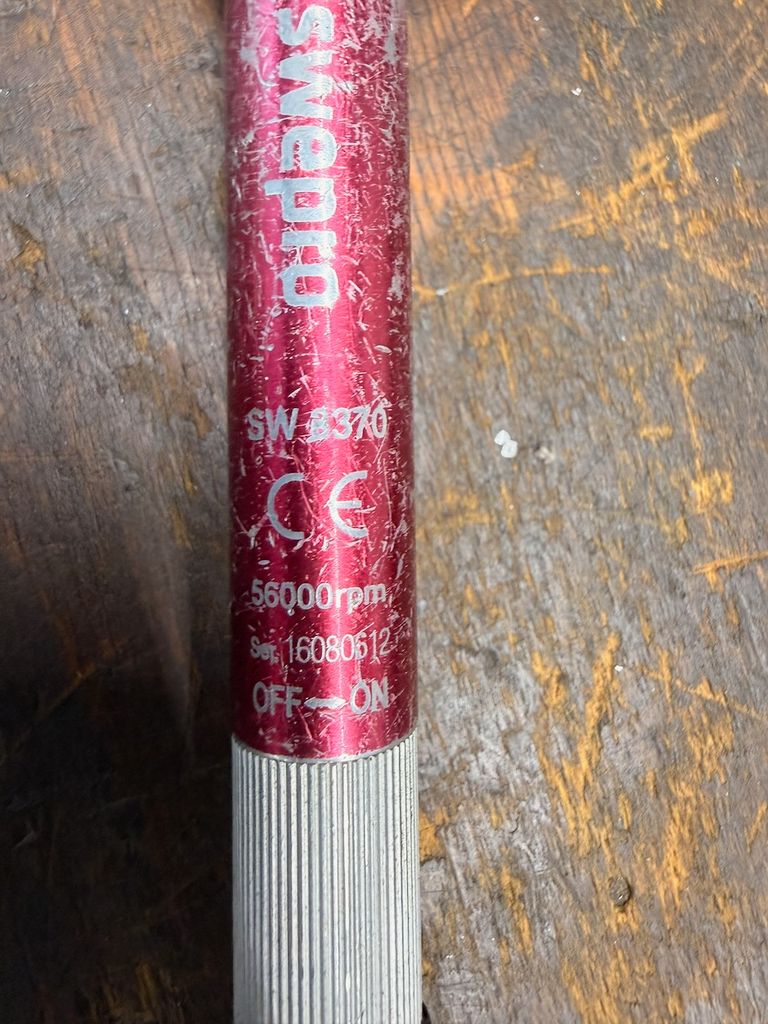 swepro
SW 3370
CE
56000rpm
Ser. 16080612
OFF — ON